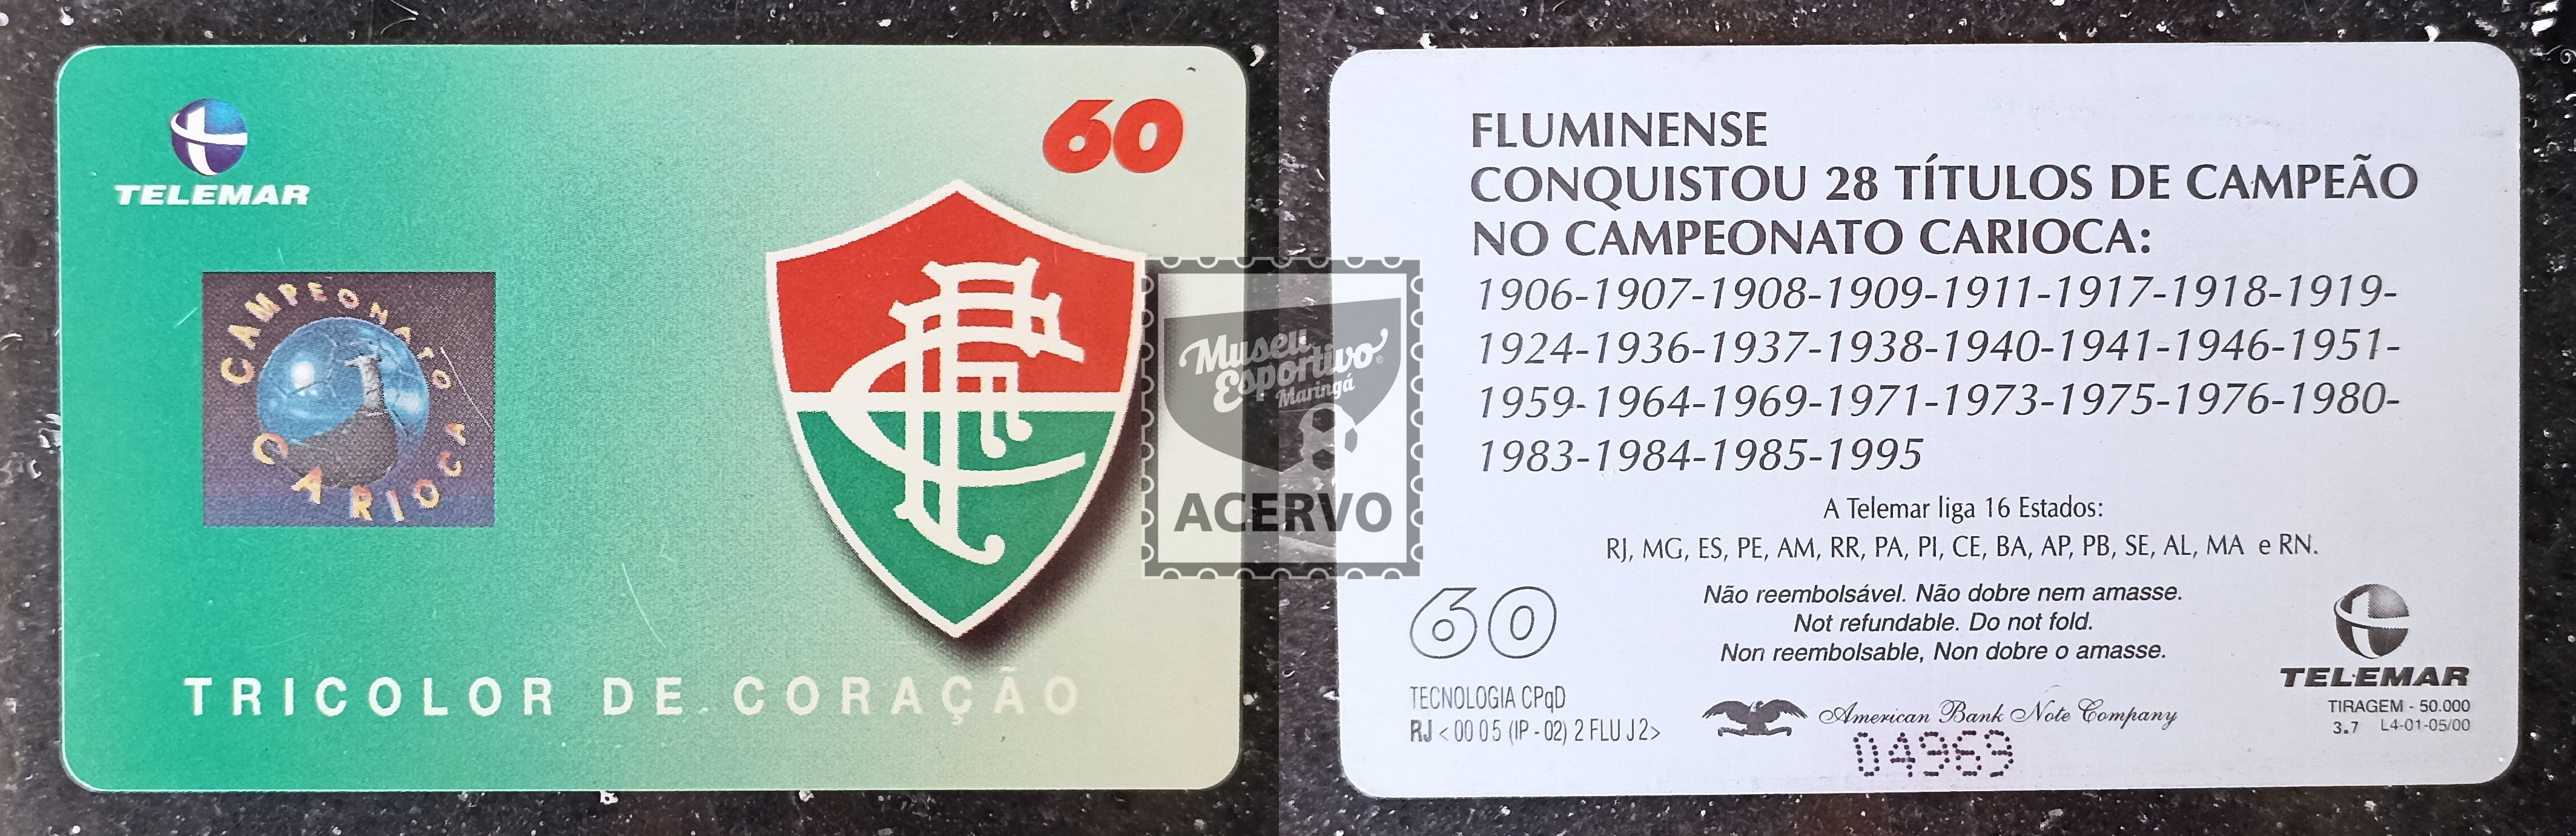 TELEMAR
60
CAMPEONATO
CARIOCA
TRICOLOR DE CORAÇÃO
Museu
Esportivo®
Maringá
ACERVO
FLUMINENSE
CONQUISTOU 28 TÍTULOS DE CAMPEÃO
NO CAMPEONATO CARIOCA:
1906-1907-1908-1909-1911-1917-1918-1919-
1924-1936-1937-1938-1940-1941-1946-1951-
1959-1964-1969-1971-1973-1975-1976-1980-
1983-1984-1985-1995
A Telemar liga 16 Estados:
RJ, MG, ES, PE, AM, RR, PA, PI, CE, BA, AP, PB, SE, AL, MA e RN.
60
Não reembolsável. Não dobre nem amasse.
Not refundable. Do not fold.
Non reembolsable, Non dobre o amasse.
TELEMAR
TECNOLOGIA CPqD
RJ < 00 0 5 (IP - 02) 2 FLU J 2>
American Bank Note Company
04969
TIRAGEM - 50.000
3.7 L4-01-05/00